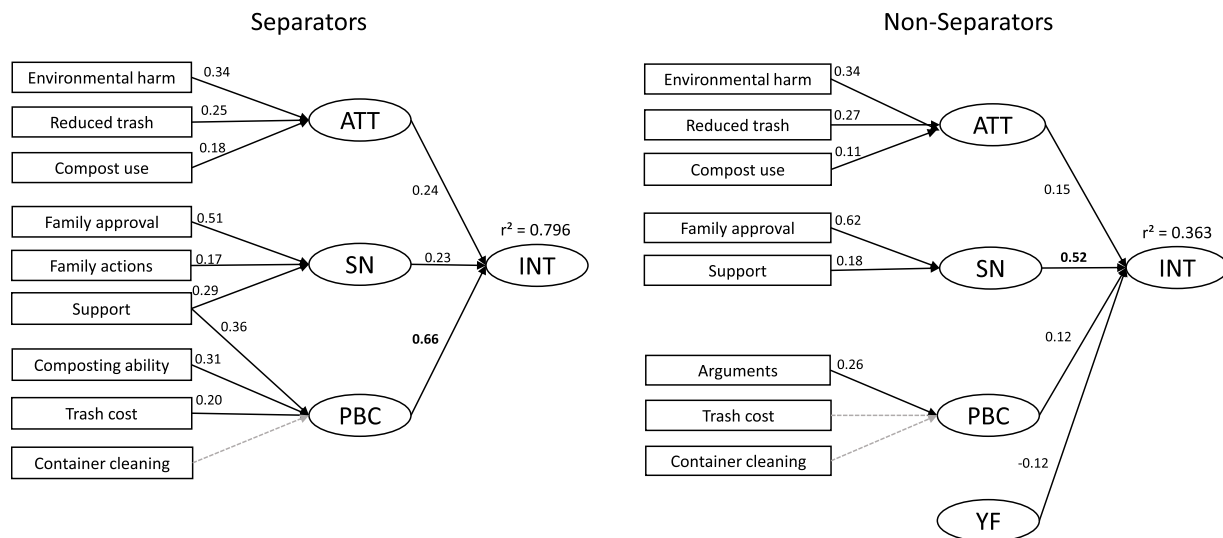 Separators
Environmental harm
0.34
Reduced trash
0.25
ATT
Compost use
0.18
0.24
Family approval
0.51
Family actions
0.17
SN
0.23
r² = 0.796
INT
Support
0.29
0.36
Composting ability
0.31
0.66
Trash cost
0.20
PBC
Container cleaning
Non-Separators
Environmental harm
0.34
Reduced trash
0.27
ATT
Compost use
0.11
0.15
Family approval
0.62
Support
0.18
SN
0.52
r² = 0.363
INT
Arguments
0.26
0.12
Trash cost
PBC
Container cleaning
-0.12
YF